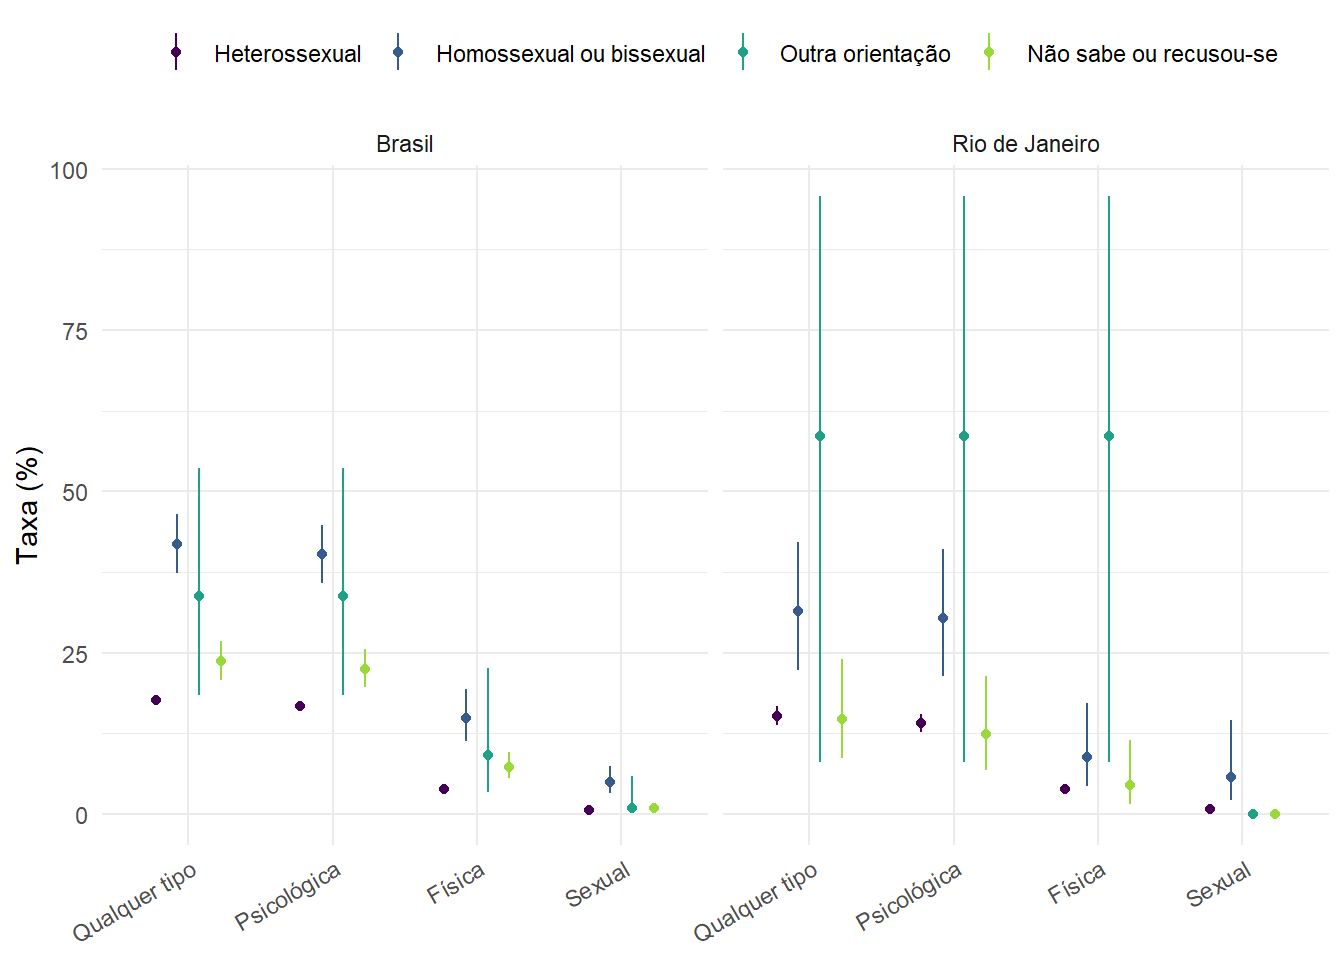 Heterossexual Homossexual ou bissexual Outra orientação Não sabe ou recusou-se
Brasil Rio de Janeiro
100
75
50
25
0
Taxa (%)
Qualquer tipo Psicológica Física Sexual Qualquer tipo Psicológica Física Sexual